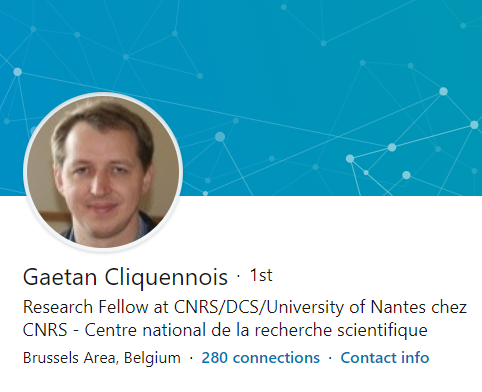 Gaetan Cliquennois · 1st
Research Fellow at CNRS/DCS/University of Nantes chez
CNRS - Centre national de la recherche scientifique
Brussels Area, Belgium · 280 connections · Contact info